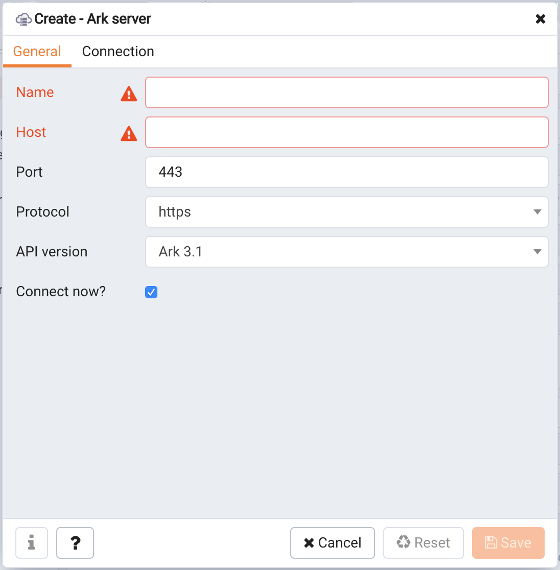 Create - Ark server
General Connection
Name
Host
Port 443
Protocol https
API version Ark 3.1
Connect now?
Cancel Reset Save